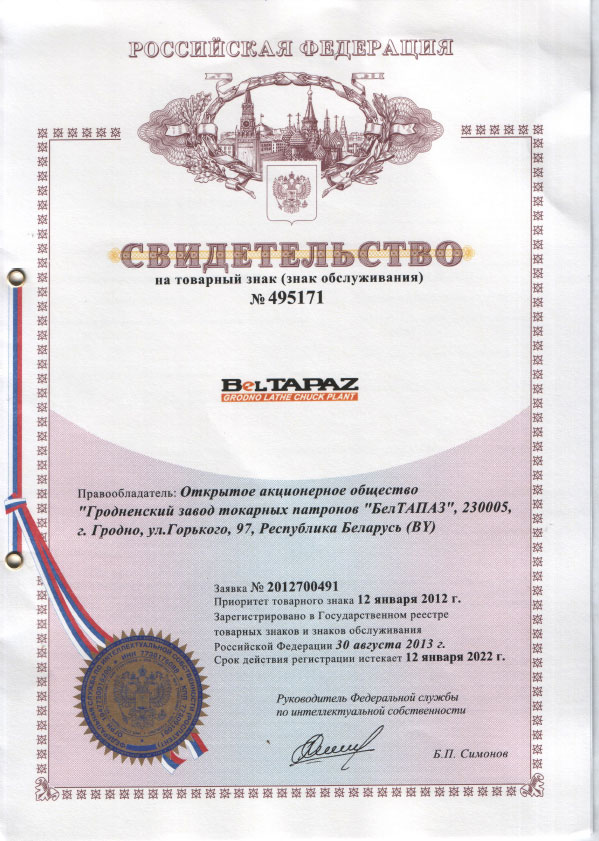 РОССИЙСКАЯ ФЕДЕРАЦИЯ
СВИДЕТЕЛЬСТВО
на товарный знак (знак обслуживания)
№ 495171
BelTAPAZ
GRODNO LATHE CHUCK PLANT
Правообладатель: Открытое акционерное общество
"Гродненский завод токарных патронов "БелТАПАЗ", 230005,
г. Гродно, ул.Горького, 97, Республика Беларусь (BY)
Заявка № 2012700491
Приоритет товарного знака 12 января 2012 г.
Зарегистрировано в Государственном реестре
товарных знаков и знаков обслуживания
Российской Федерации 30 августа 2013 г.
Срок действия регистрации истекает 12 января 2022 г.
Руководитель Федеральной службы
по интеллектуальной собственности
Б.П. Симонов